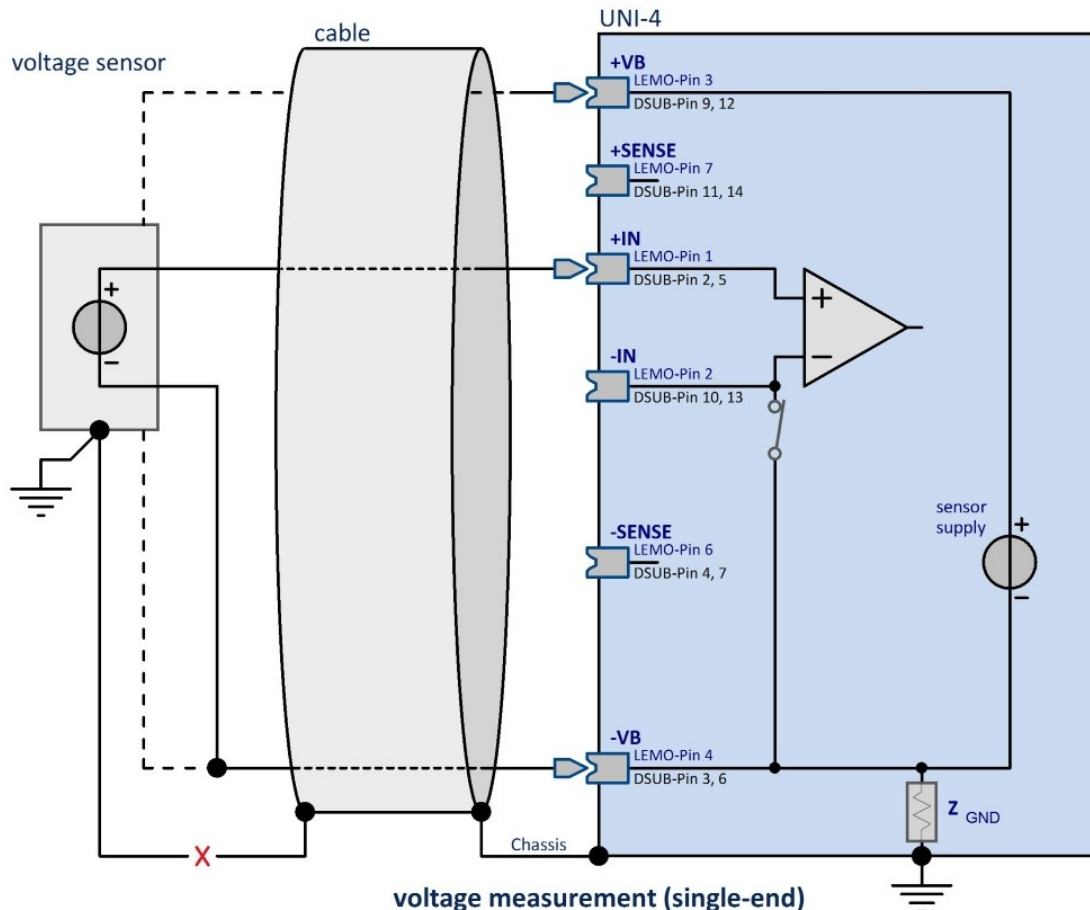 UNI-4
cable
voltage sensor
+VB
LEMO-Pin 3
DSUB-Pin 9, 12
+SENSE
LEMO-Pin 7
DSUB-Pin 11, 14
+IN
LEMO-Pin 1
DSUB-Pin 2, 5
+
+
−
−
-IN
LEMO-Pin 2
DSUB-Pin 10, 13
sensor
supply
+
−
-SENSE
LEMO-Pin 6
DSUB-Pin 4, 7
-VB
LEMO-Pin 4
DSUB-Pin 3, 6
Z GND
X
Chassis
voltage measurement (single-end)